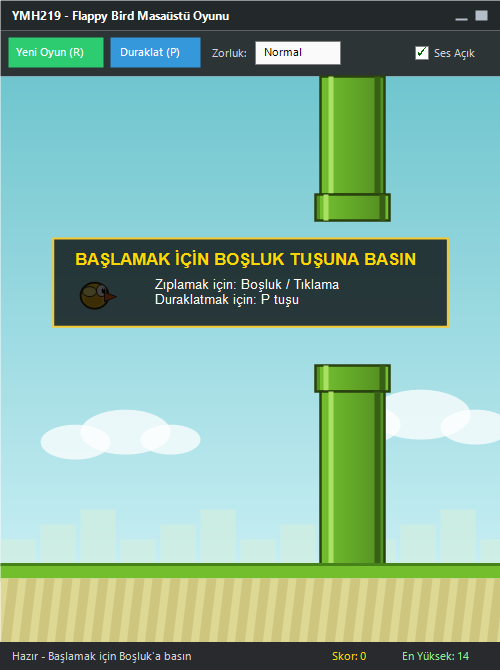 YMH219 - Flappy Bird Masaüstü Oyunu
Yeni Oyun (R) Duraklat (P) Zorluk: Normal Ses Açık
BAŞLAMAK İÇİN BOŞLUK TUŞUNA BASIN
Zıplamak için: Boşluk / Tıklama
Duraklatmak için: P tuşu
Hazır - Başlamak için Boşluk'a basın Skor: 0 En Yüksek: 14